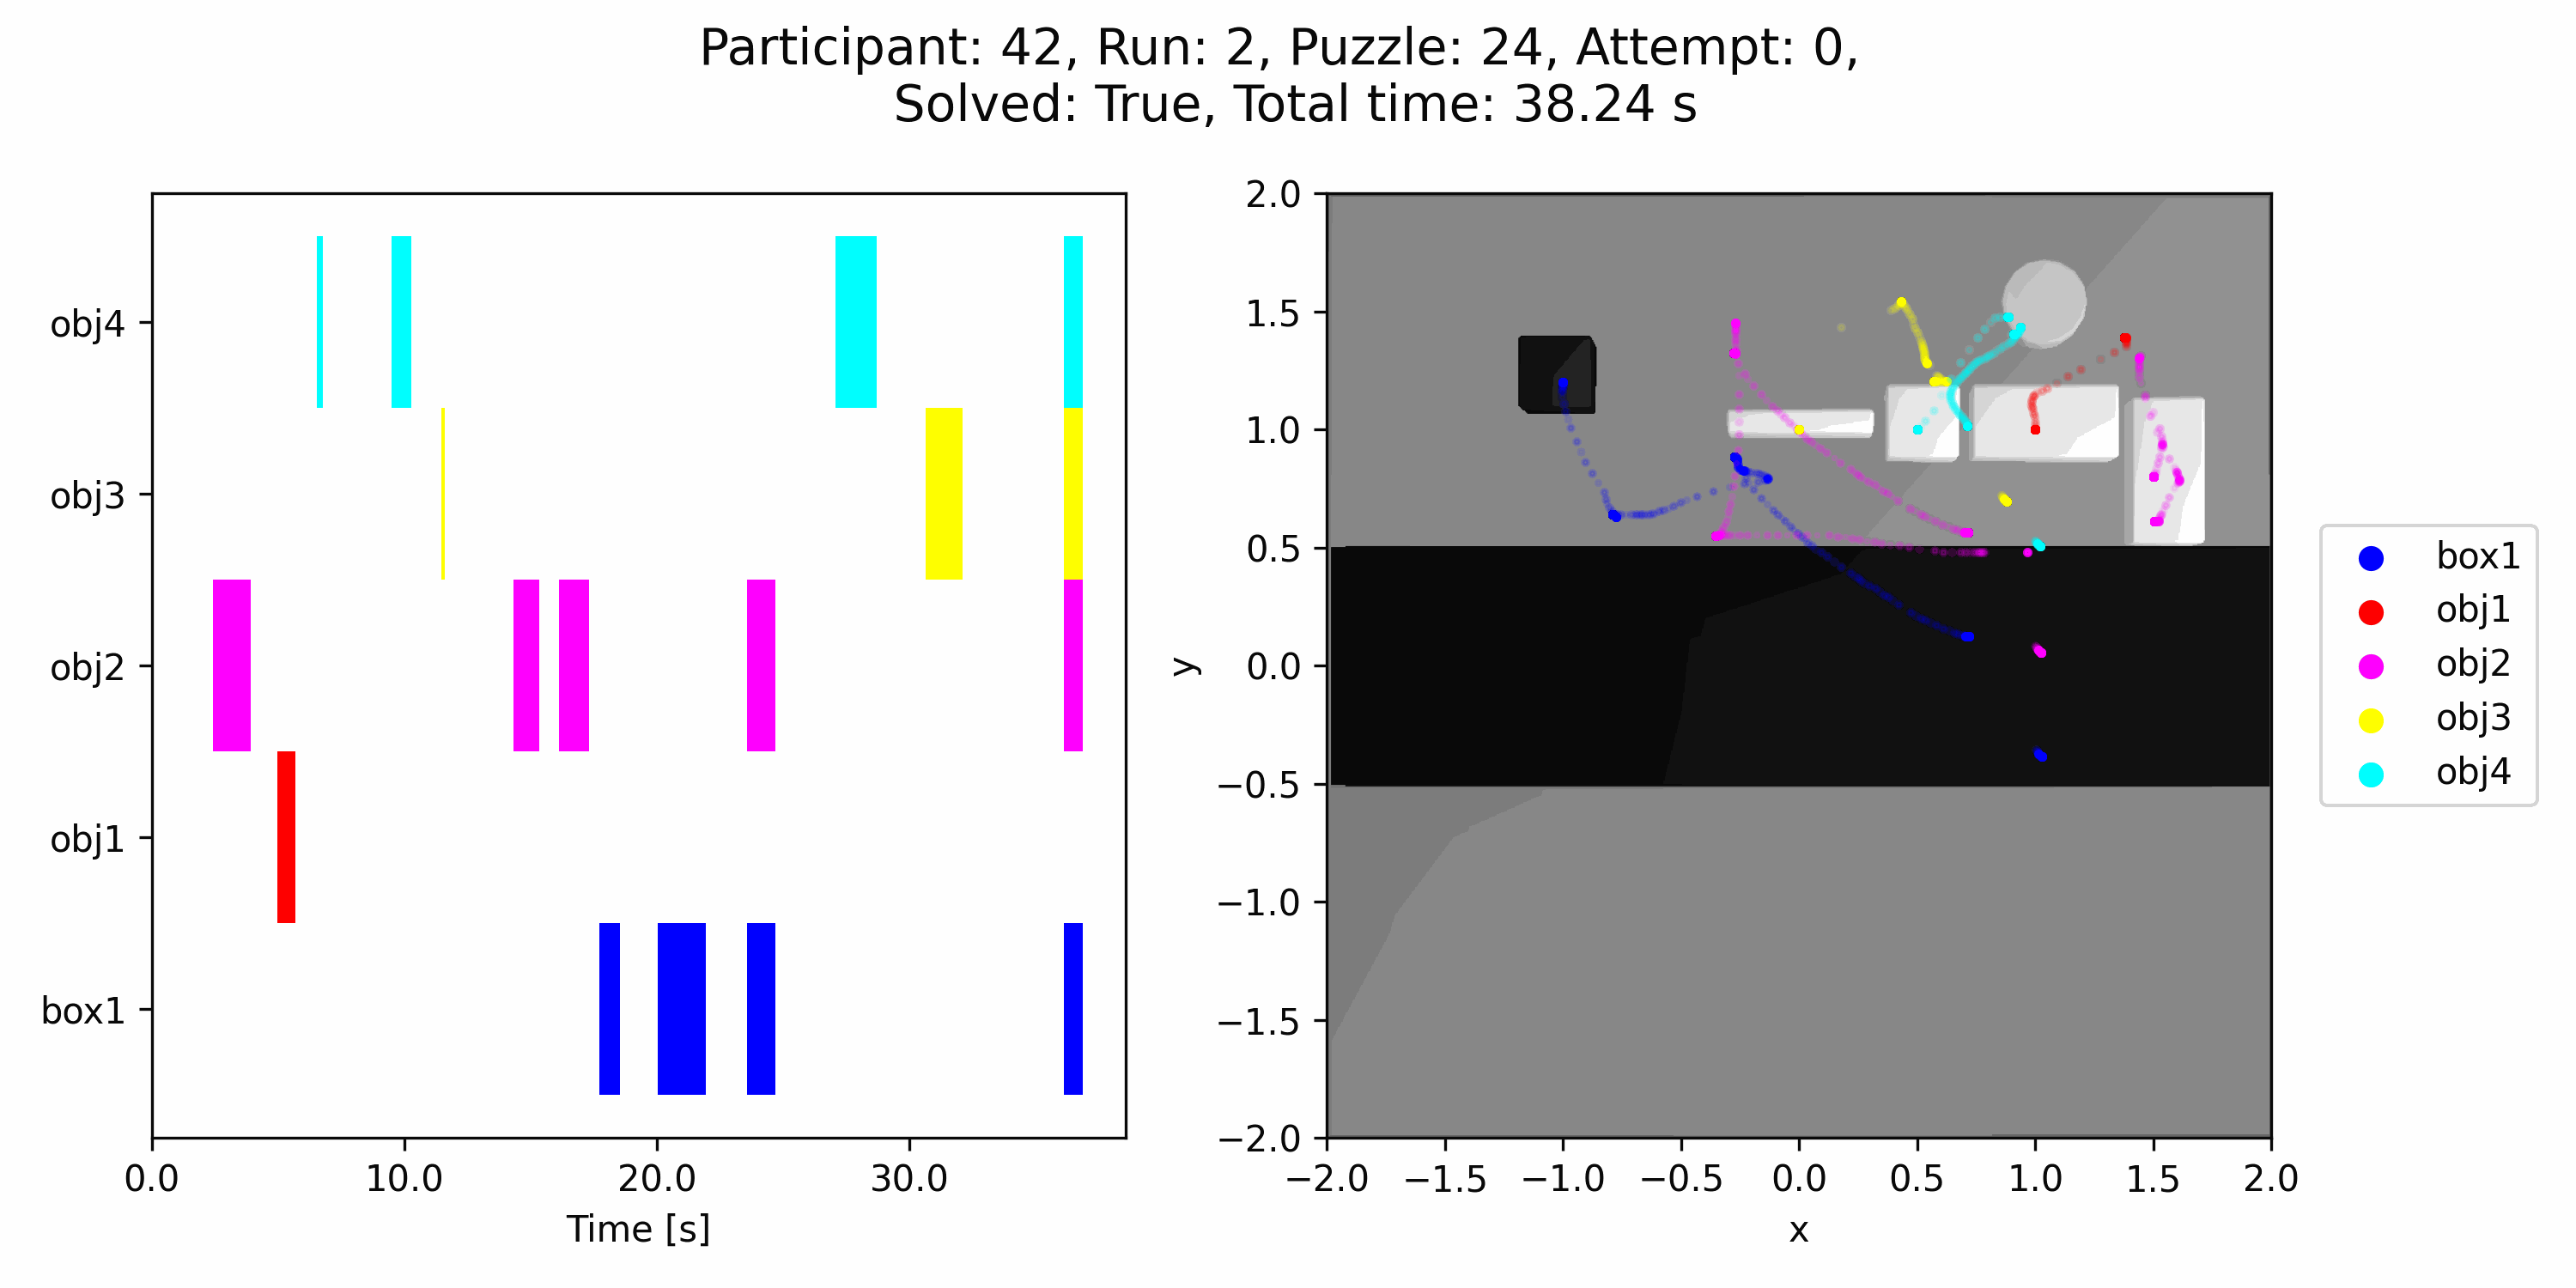 Participant: 42, Run: 2, Puzzle: 24, Attempt: 0,
Solved: True, Total time: 38.24 s
obj4
obj3
obj2
obj1
box1
0.0 10.0 20.0 30.0
Time [s]
2.0
1.5
1.0
0.5
0.0
−0.5
−1.0
−1.5
−2.0
y
−2.0 −1.5 −1.0 −0.5 0.0 0.5 1.0 1.5 2.0
x
box1
obj1
obj2
obj3
obj4